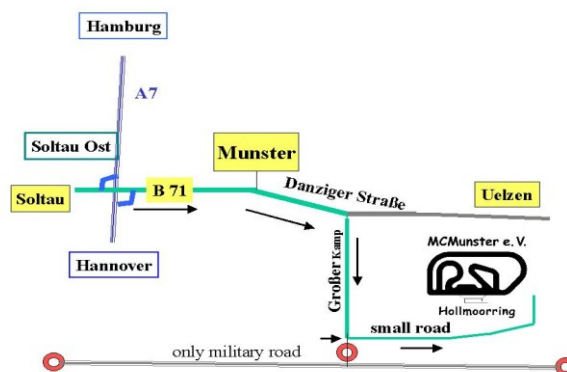 Hamburg
A7
Soltau Ost
Munster
Soltau
B 71
Danziger Straße
Uelzen
Hannover
Großer Kamp
MCMunster e. V.
Hollmoorring
small road
only military road